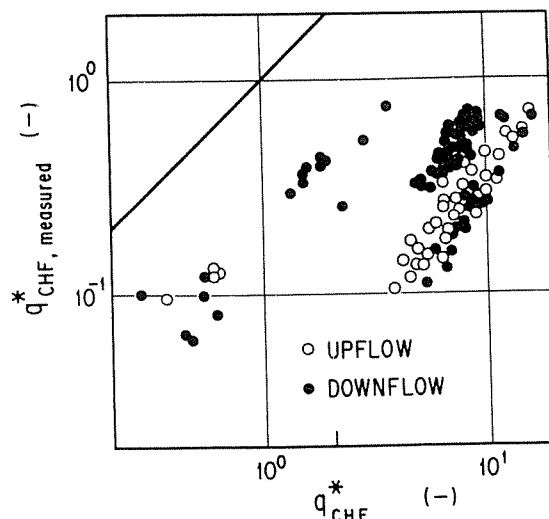 10⁰
q*CHF, measured (-)
10⁻¹
○ UPFLOW
● DOWNFLOW
10⁰ 10¹
q*CHF (-)